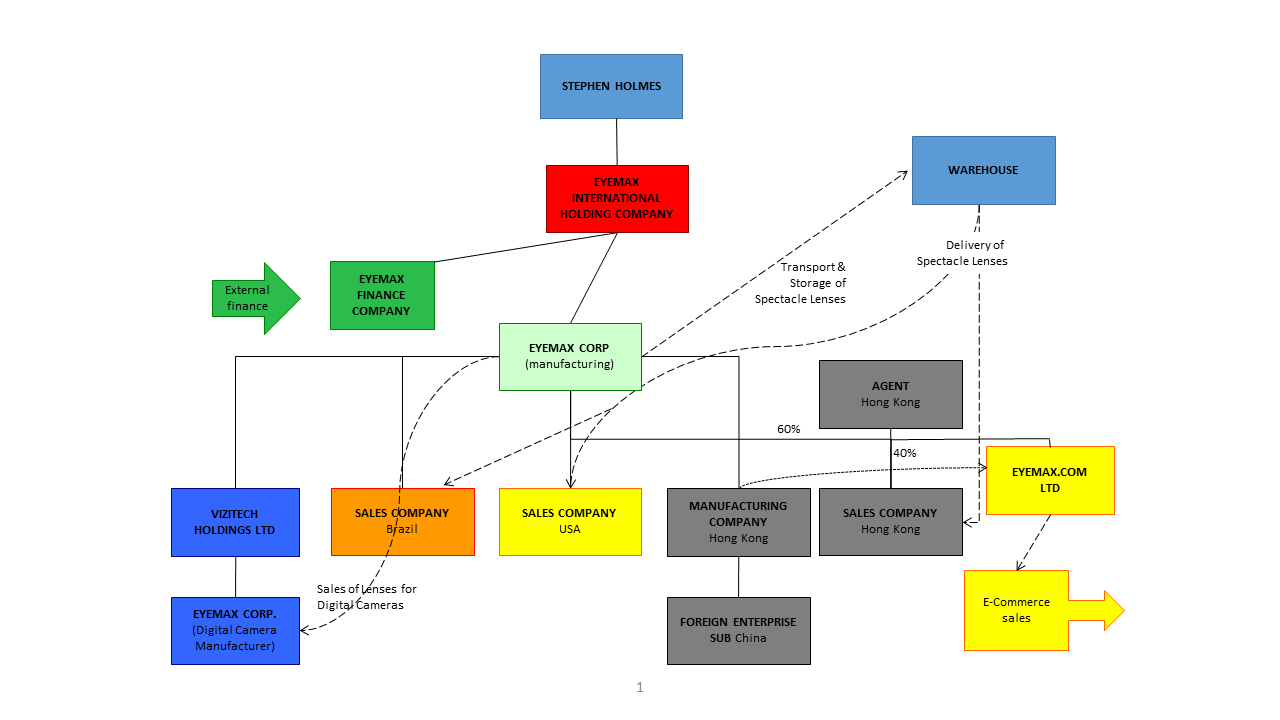 STEPHEN HOLMES
WAREHOUSE
EYEMAX
INTERNATIONAL
HOLDING COMPANY
Delivery of
Spectacle Lenses
Transport &
Storage of
Spectacle Lenses
External
finance
EYEMAX
FINANCE
COMPANY
EYEMAX CORP
(manufacturing)
AGENT
Hong Kong
60%
40%
EYEMAX.COM
LTD
VIZITECH
HOLDINGS LTD
SALES COMPANY
Brazil
SALES COMPANY
USA
MANUFACTURING
COMPANY
Hong Kong
SALES COMPANY
Hong Kong
Sales of Lenses for
Digital Cameras
EYEMAX CORP.
(Digital Camera
Manufacturer)
FOREIGN ENTERPRISE
SUB China
E-Commerce
sales
1